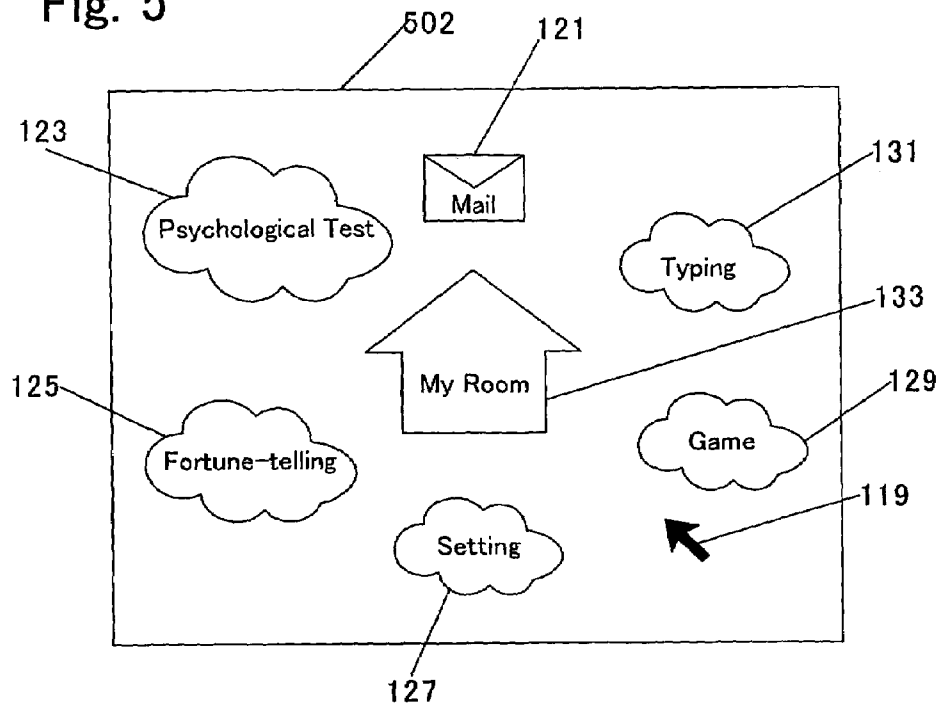 Fig. 5
502
121
123
131
Mail
Psychological Test
Typing
133
My Room
125
129
Game
Fortune-telling
119
Setting
127